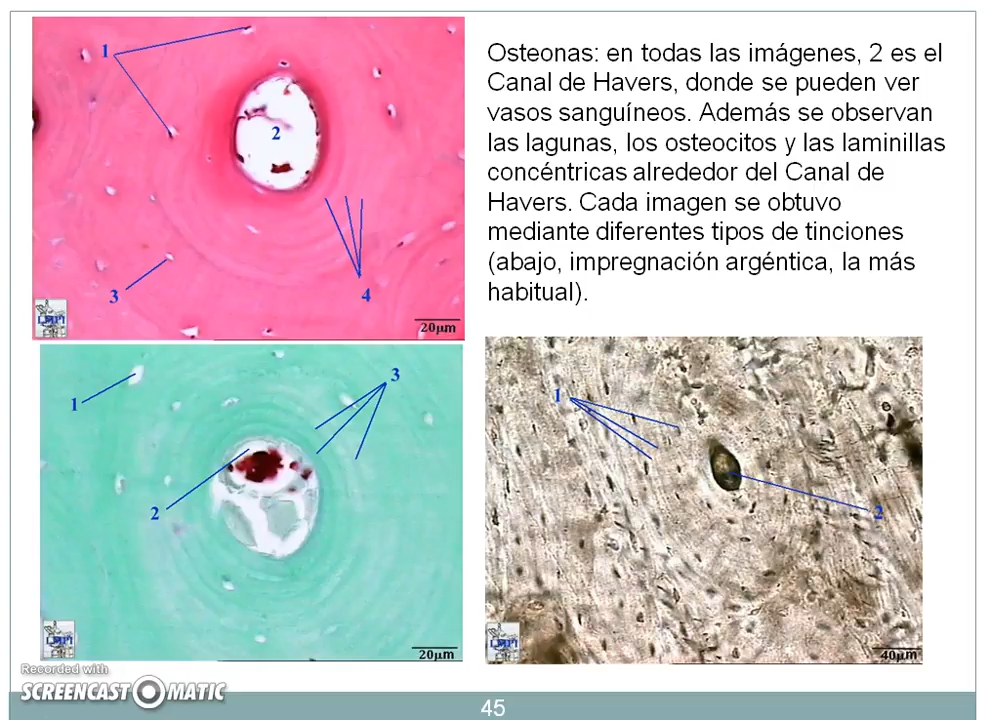 Osteonas: en todas las imágenes, 2 es el
Canal de Havers, donde se pueden ver
vasos sanguíneos. Además se observan
las lagunas, los osteocitos y las laminillas
concéntricas alrededor del Canal de
Havers. Cada imagen se obtuvo
mediante diferentes tipos de tinciones
(abajo, impregnación argéntica, la más
habitual).
1
2
3
4
20µm
1
2
3
20µm
1
2
40µm
Recorded with
SCREENCAST MATIC
45